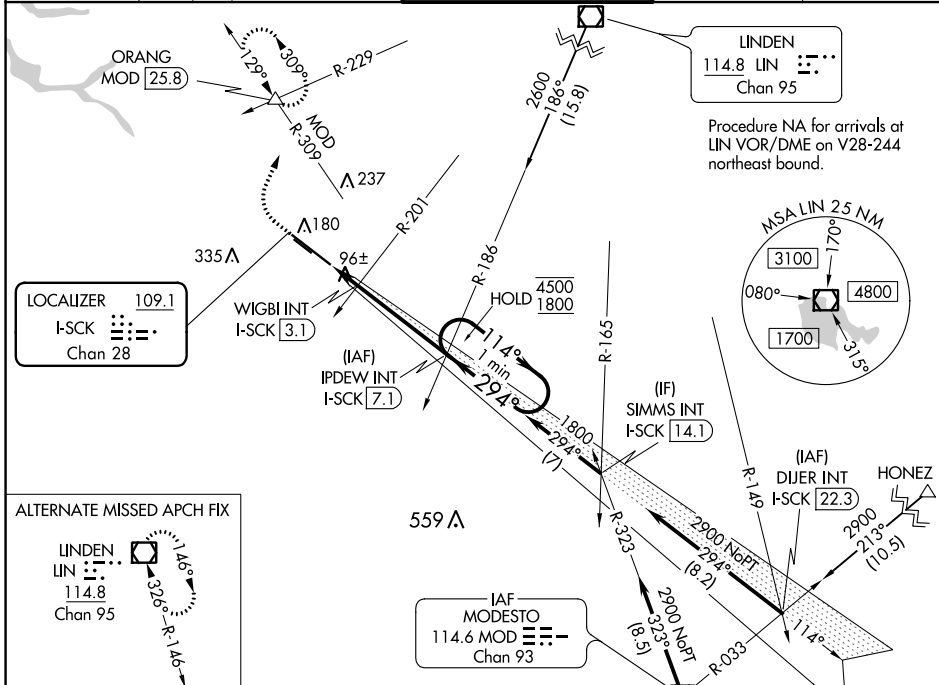 ORANG
MOD 25.8
129°
309°
R-229
MOD
R-309
LINDEN
114.8 LIN
Chan 95
2600
186°
(15.8)
Procedure NA for arrivals at
LIN VOR/DME on V28-244
northeast bound.
237
180
335
96±
R-201
R-186
MSA LIN 25 NM
3100
170°
080°
4800
1700
315°
LOCALIZER 109.1
I-SCK
Chan 28
WIGBI INT
I-SCK 3.1
HOLD 4500
1800
114°
1 min
294°
R-165
(IAF)
IPDEW INT
I-SCK 7.1
(IF)
SIMMS INT
I-SCK 14.1
1800
294°
(7)
R-149
(IAF)
DIJER INT
I-SCK 22.3
HONEZ
2900
213°
(10.5)
559
R-323
2900 NoPT
294°
(8.2)
2900 NoPT
323°
(8.5)
114°
R-033
ALTERNATE MISSED APCH FIX
LINDEN
LIN
114.8
Chan 95
146°
326°
R-146
IAF
MODESTO
114.6 MOD
Chan 93